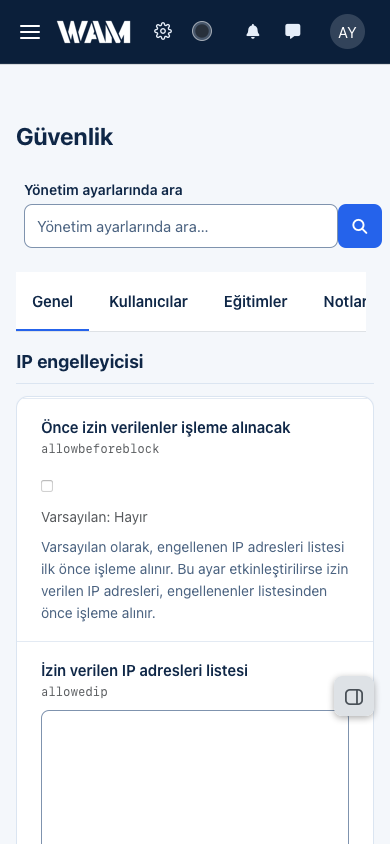 WAM
AY
Güvenlik
Yönetim ayarlarında ara
Yönetim ayarlarında ara...
Genel Kullanıcılar Eğitimler Notlar
IP engelleyicisi
Önce izin verilenler işleme alınacak
allowbeforeblock
Varsayılan: Hayır
Varsayılan olarak, engellenen IP adresleri listesi
ilk önce işleme alınır. Bu ayar etkinleştirilirse izin
verilen IP adresleri, engellenenler listesinden
önce işleme alınır.
İzin verilen IP adresleri listesi
allowedip